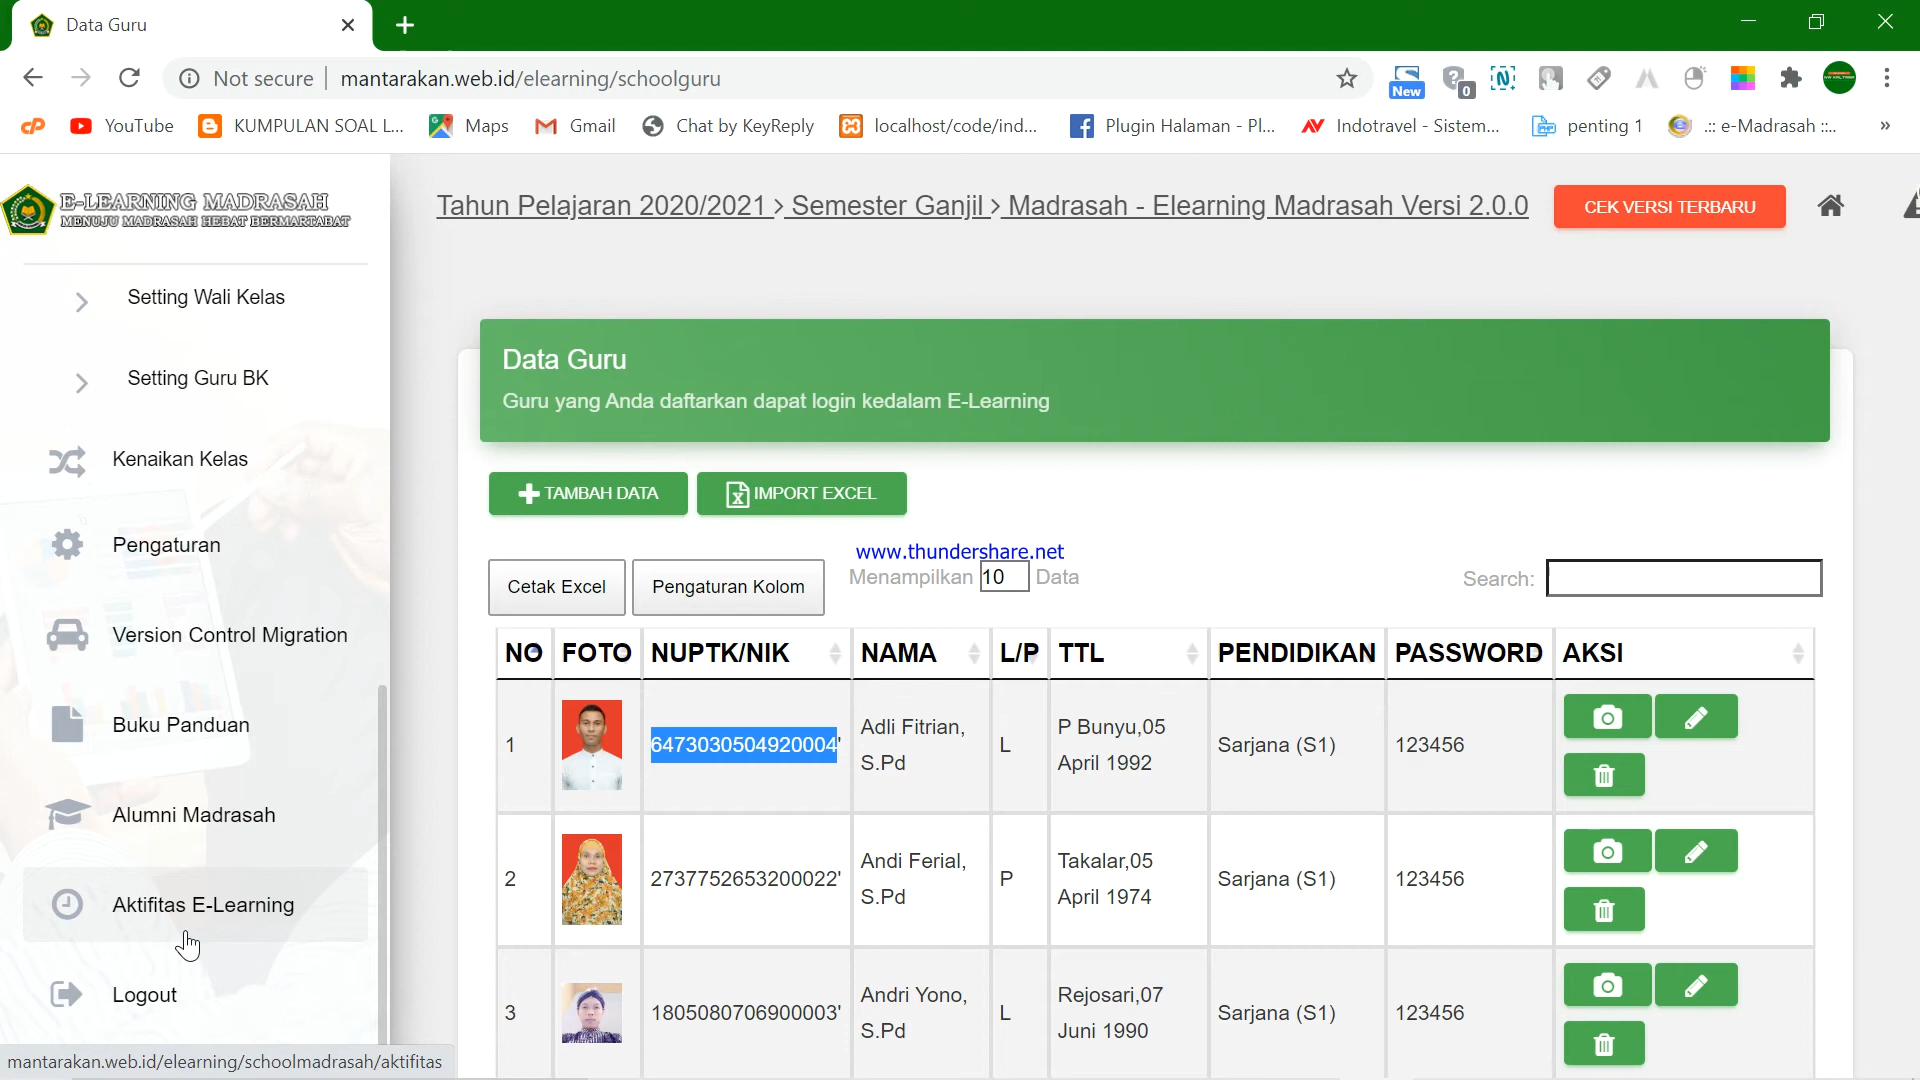 Data Guru
Not secure
mantarakan.web.id/elearning/schoolguru
New
0
YouTube
KUMPULAN SOAL L...
Maps
Gmail
Chat by KeyReply
localhost/code/ind...
Plugin Halaman - Pl...
Indotravel - Sistem...
penting 1
.:: e-Madrasah ::..
»
E-LEARNING MADRASAH
MENUJU MADRASAH HEBAT BERMARTABAT
Setting Wali Kelas
Setting Guru BK
Kenaikan Kelas
Pengaturan
Version Control Migration
Buku Panduan
Alumni Madrasah
Aktifitas E-Learning
Logout
mantarakan.web.id/elearning/schoolmadrasah/aktifitas
Tahun Pelajaran 2020/2021 > Semester Ganjil > Madrasah - Elearning Madrasah Versi 2.0.0
CEK VERSI TERBARU
Data Guru
Guru yang Anda daftarkan dapat login kedalam E-Learning
TAMBAH DATA
IMPORT EXCEL
www.thundershare.net
Cetak Excel
Pengaturan Kolom
Menampilkan 10 Data
Search:
NO FOTO NUPTK/NIK NAMA L/P TTL PENDIDIKAN PASSWORD AKSI
1 6473030504920004' Adli Fitrian, S.Pd L P Bunyu,05 April 1992 Sarjana (S1) 123456
2 2737752653200022' Andi Ferial, S.Pd P Takalar,05 April 1974 Sarjana (S1) 123456
3 1805080706900003' Andri Yono, S.Pd L Rejosari,07 Juni 1990 Sarjana (S1) 123456